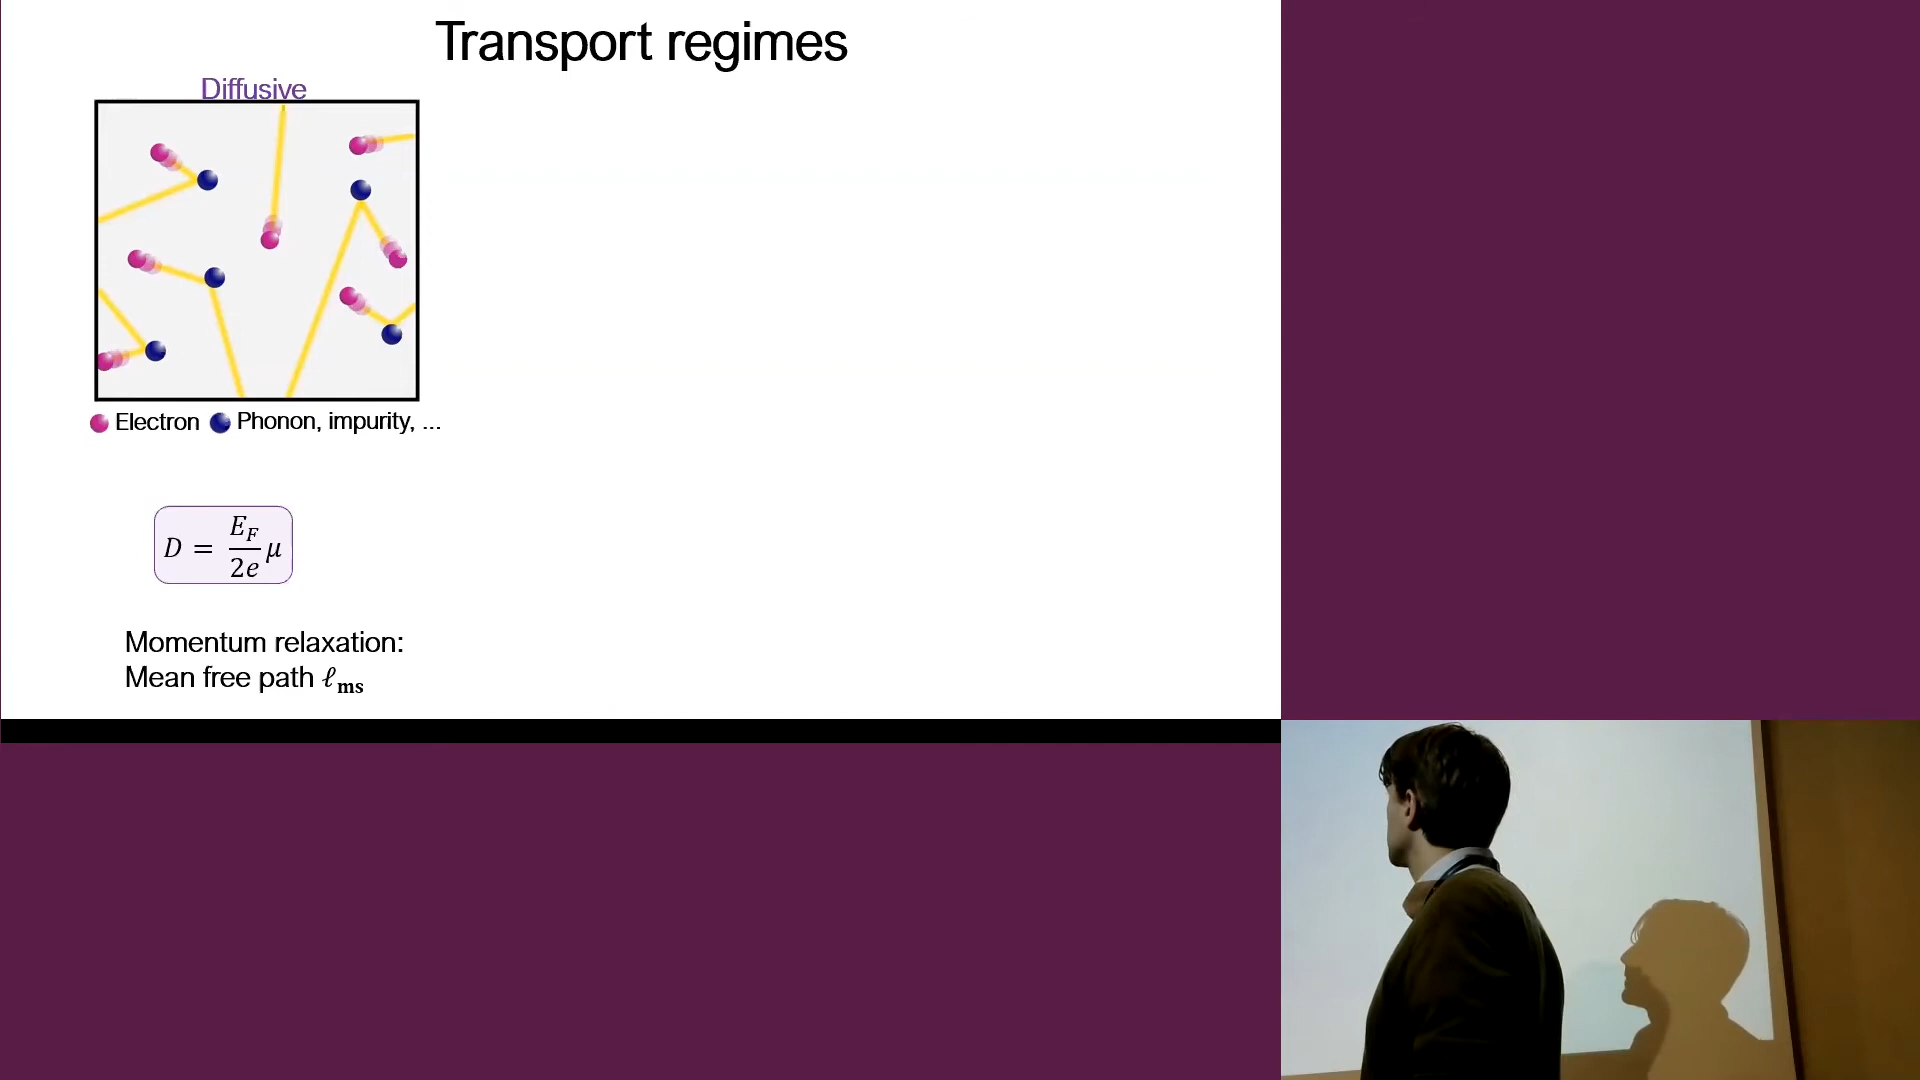 Transport regimes
Diffusive
Electron Phonon, impurity, ...
D = E_F/2e μ
Momentum relaxation:
Mean free path ℓ_ms